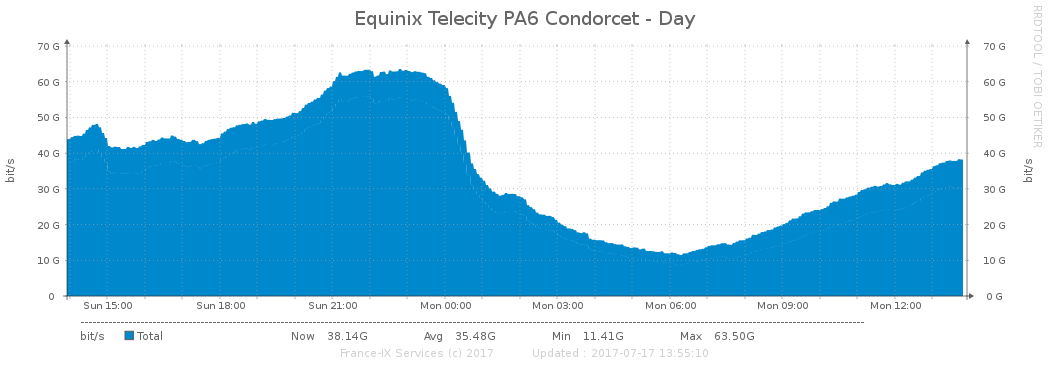 Equinix Telecity PA6 Condorcet - Day
RRDTOOL / TOBI OETIKER
70 G 70 G
60 G 60 G
50 G 50 G
40 G 40 G
30 G 30 G
20 G 20 G
10 G 10 G
0 0 G
bit/s bit/s
Sun 15:00 Sun 18:00 Sun 21:00 Mon 00:00 Mon 03:00 Mon 06:00 Mon 09:00 Mon 12:00
bit/s Total Now 38.14G Avg 35.48G Min 11.41G Max 63.50G
France-IX Services (c) 2017 Updated : 2017-07-17 13:55:10